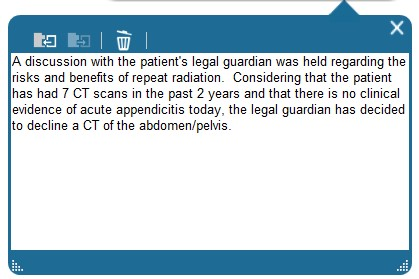 A discussion with the patient's legal guardian was held regarding the
risks and benefits of repeat radiation.  Considering that the patient
has had 7 CT scans in the past 2 years and that there is no clinical
evidence of acute appendicitis today, the legal guardian has decided
to decline a CT of the abdomen/pelvis.